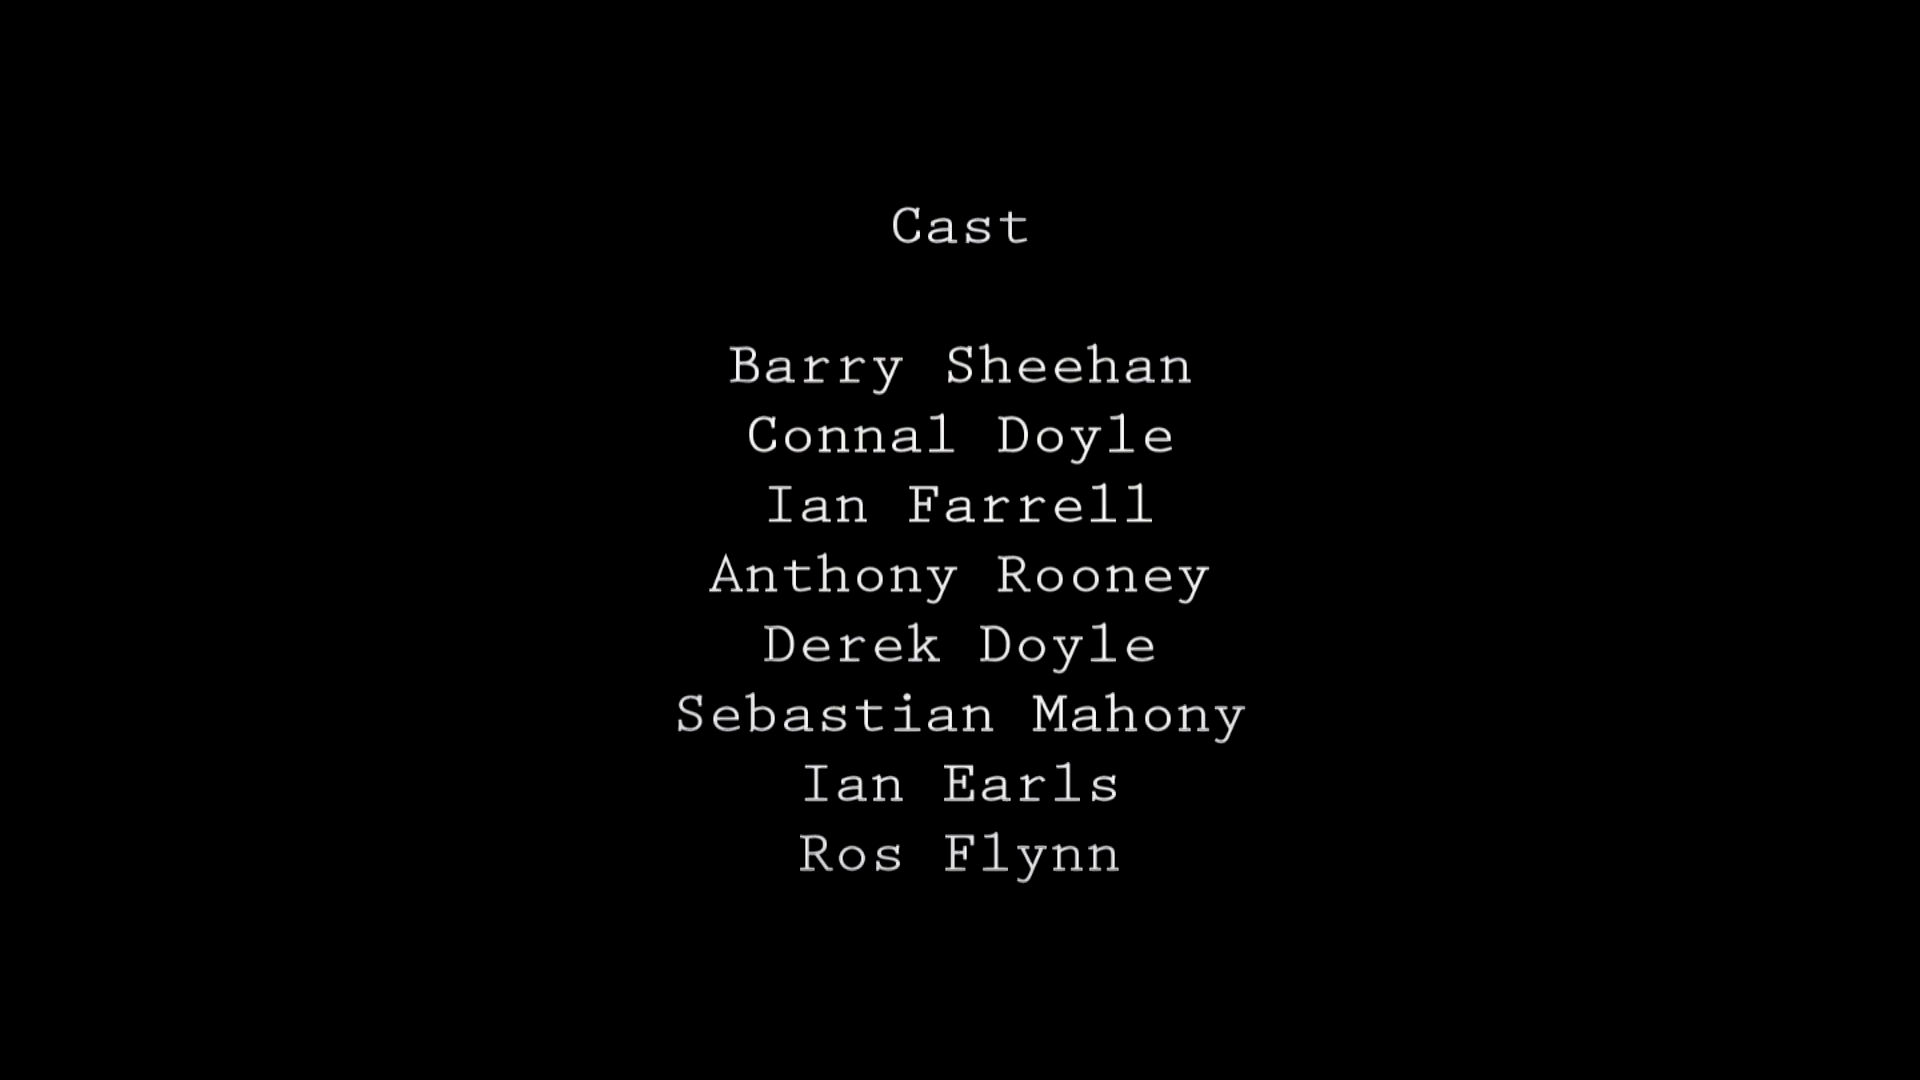 Cast
Barry Sheehan
Connal Doyle
Ian Farrell
Anthony Rooney
Derek Doyle
Sebastian Mahony
Ian Earls
Ros Flynn